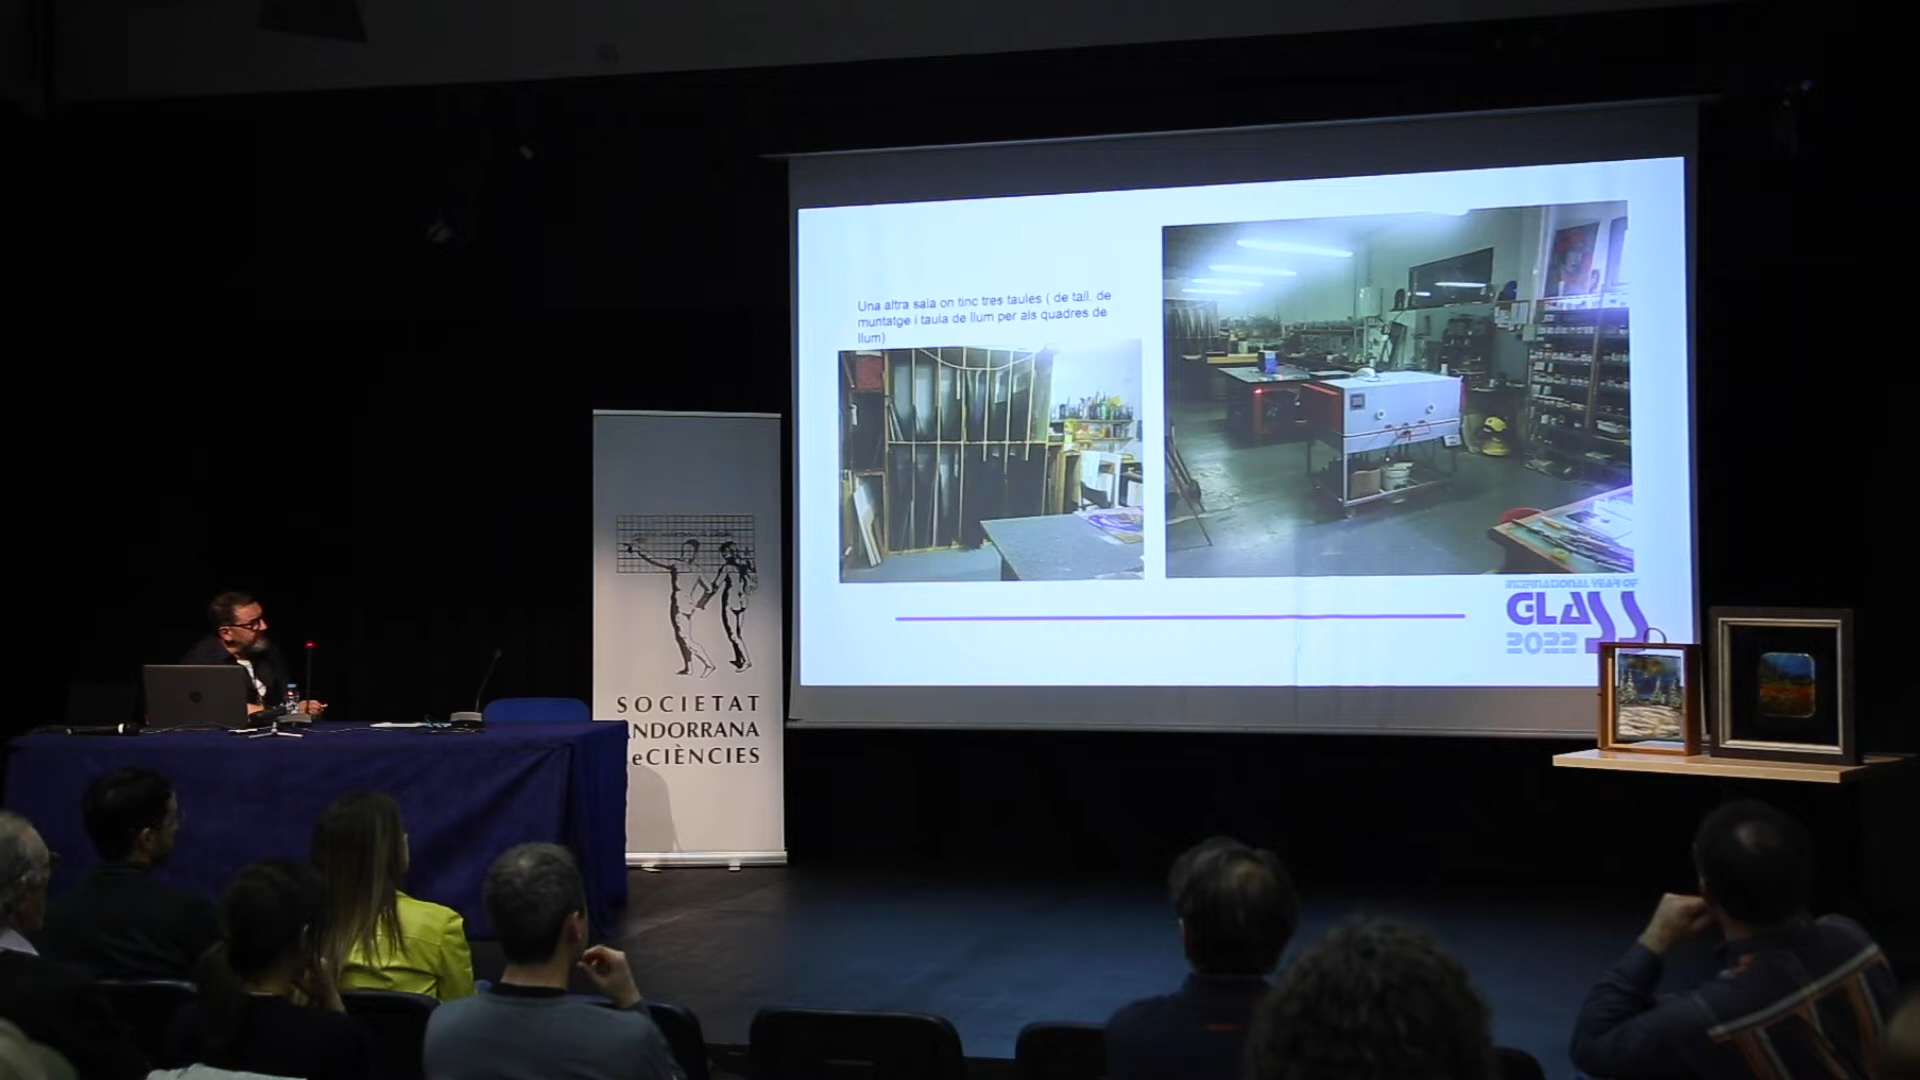 Una altra sala on tinc tres taules ( de tall, de
muntatge i taula de llum per als quadres de
llum)
INTERNATIONAL YEAR OF
GLASS
2022
SOCIETAT
ANDORRANA
eCIÈNCIES